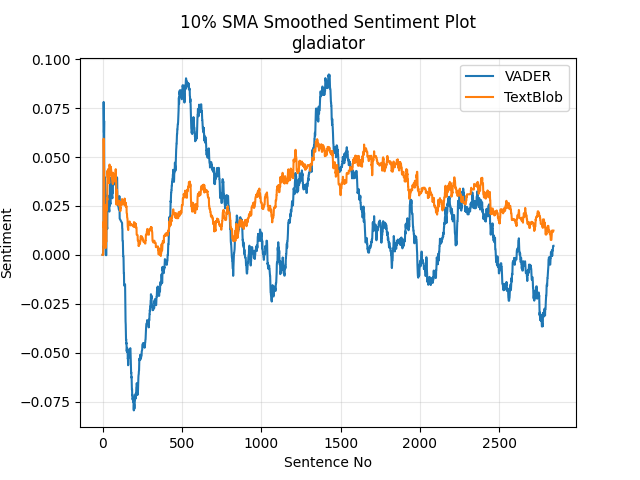 10% SMA Smoothed Sentiment Plot
gladiator
VADER
TextBlob
0.100
0.075
0.050
0.025
0.000
−0.025
−0.050
−0.075
Sentiment
0 500 1000 1500 2000 2500
Sentence No